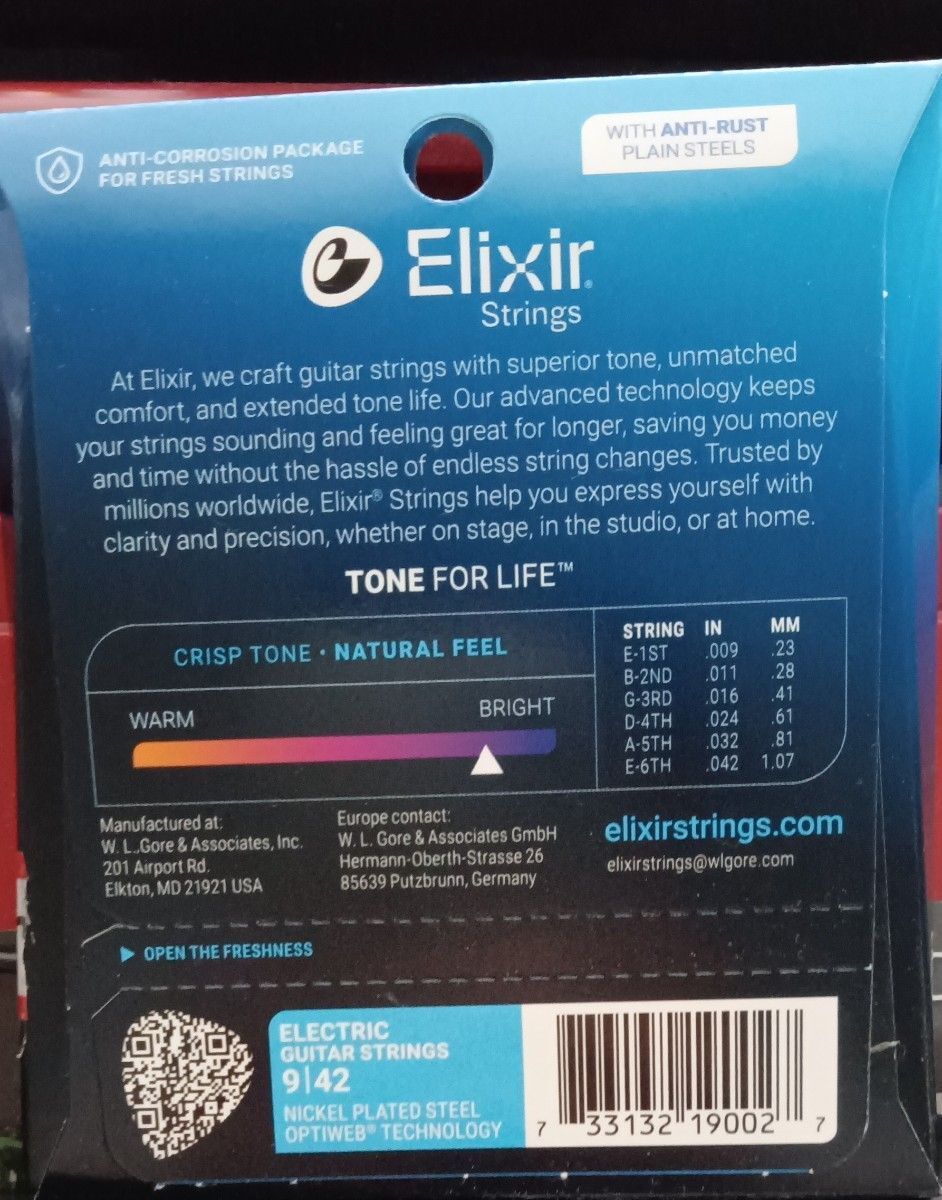 ANTI-CORROSION PACKAGE
FOR FRESH STRINGS
WITH ANTI-RUST
PLAIN STEELS
Elixir®
Strings
At Elixir, we craft guitar strings with superior tone, unmatched
comfort, and extended tone life. Our advanced technology keeps
your strings sounding and feeling great for longer, saving you money
and time without the hassle of endless string changes. Trusted by
millions worldwide, Elixir® Strings help you express yourself with
clarity and precision, whether on stage, in the studio, or at home.
TONE FOR LIFE™
CRISP TONE • NATURAL FEEL
WARM BRIGHT
STRING IN MM
E-1ST .009 .23
B-2ND .011 .28
G-3RD .016 .41
D-4TH .024 .61
A-5TH .032 .81
E-6TH .042 1.07
Manufactured at:
W. L. Gore & Associates, Inc.
201 Airport Rd.
Elkton, MD 21921 USA
Europe contact:
W. L. Gore & Associates GmbH
Hermann-Oberth-Strasse 26
85639 Putzbrunn, Germany
elixirstrings.com
elixirstrings@wlgore.com
OPEN THE FRESHNESS
ELECTRIC
GUITAR STRINGS
9|42
NICKEL PLATED STEEL
OPTIWEB® TECHNOLOGY
7 33132 19002 7